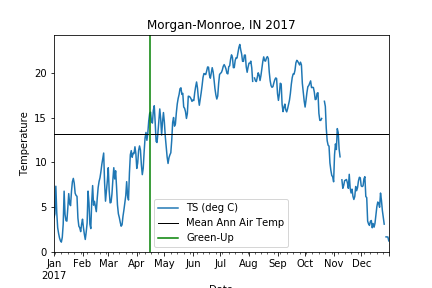 Morgan-Monroe, IN 2017
Temperature
20
15
10
5
0
TS (deg C)
Mean Ann Air Temp
Green-Up
Jan Feb Mar Apr May Jun Jul Aug Sep Oct Nov Dec
2017